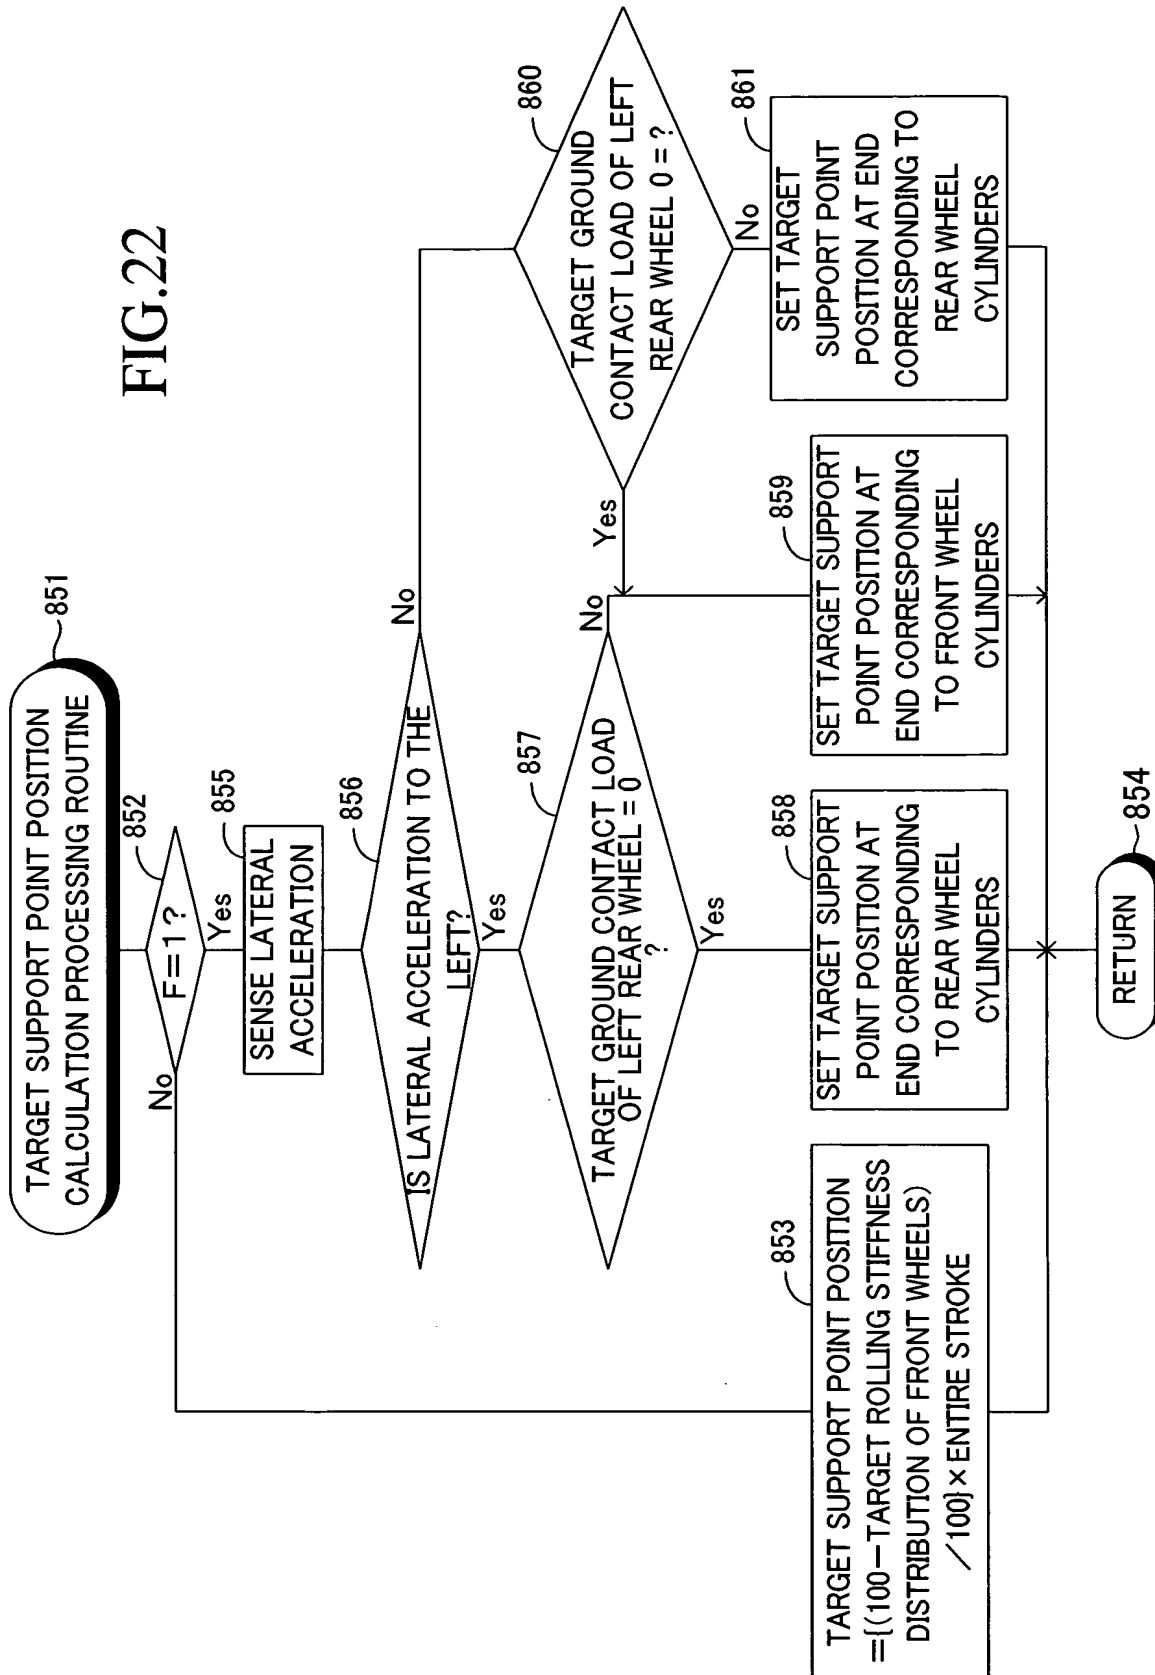 FIG.22
TARGET SUPPORT POINT POSITION
CALCULATION PROCESSING ROUTINE
851
F=1?
852
No
Yes
SENSE LATERAL
ACCELERATION
855
IS LATERAL ACCELERATION TO THE
LEFT?
856
No
Yes
TARGET GROUND CONTACT LOAD
OF LEFT REAR WHEEL = 0
?
857
No
Yes
TARGET GROUND
CONTACT LOAD OF LEFT
REAR WHEEL 0 = ?
860
Yes
No
TARGET SUPPORT POINT POSITION
={(100-TARGET ROLLING STIFFNESS
DISTRIBUTION OF FRONT WHEELS)
/100}×ENTIRE STROKE
853
SET TARGET SUPPORT
POINT POSITION AT
END CORRESPONDING
TO REAR WHEEL
CYLINDERS
858
SET TARGET SUPPORT
POINT POSITION AT
END CORRESPONDING
TO FRONT WHEEL
CYLINDERS
859
SET TARGET
SUPPORT POINT
POSITION AT END
CORRESPONDING TO
REAR WHEEL
CYLINDERS
861
RETURN
854